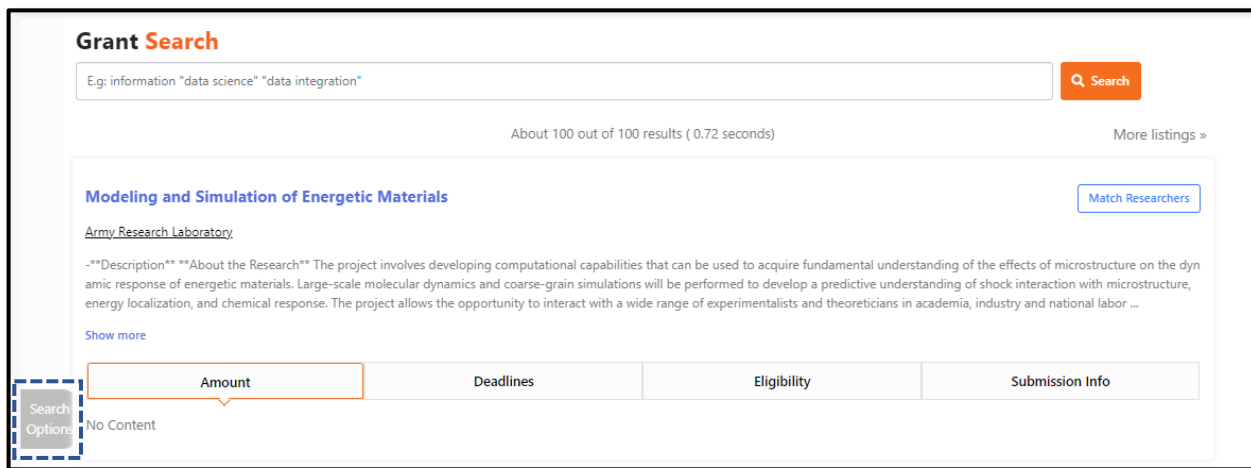 Grant Search
E.g: information "data science" "data integration"
Search
About 100 out of 100 results ( 0.72 seconds)
More listings »
Modeling and Simulation of Energetic Materials
Match Researchers
Army Research Laboratory
-**Description** **About the Research** The project involves developing computational capabilities that can be used to acquire fundamental understanding of the effects of microstructure on the dyn
amic response of energetic materials. Large-scale molecular dynamics and coarse-grain simulations will be performed to develop a predictive understanding of shock interaction with microstructure,
energy localization, and chemical response. The project allows the opportunity to interact with a wide range of experimentalists and theoreticians in academia, industry and national labor ...
Show more
Amount
Deadlines
Eligibility
Submission Info
Search
Options
No Content